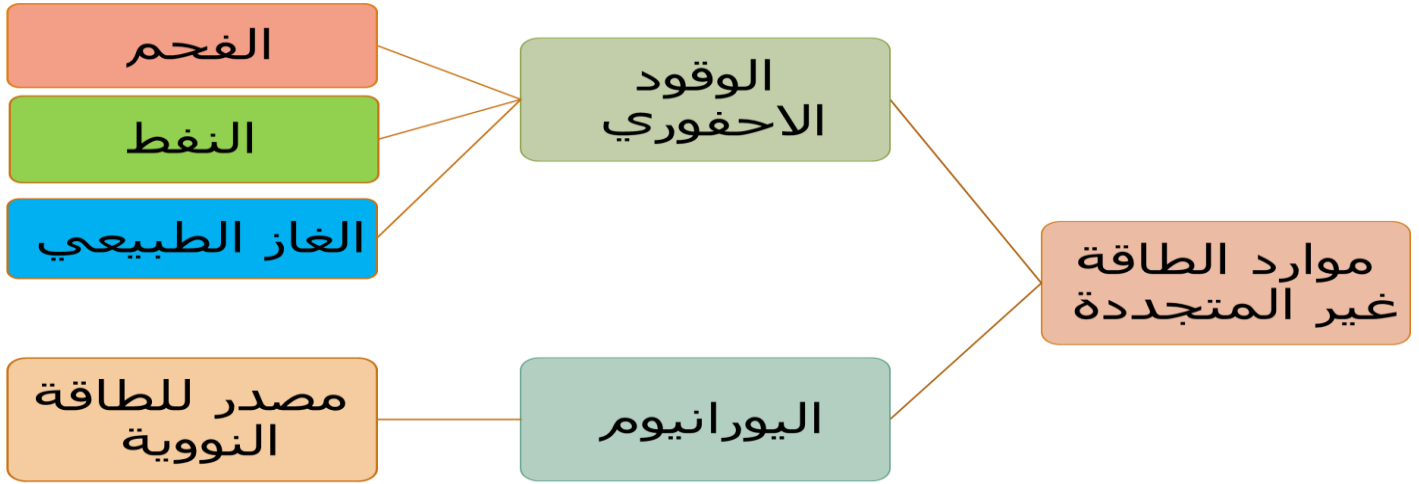 موارد الطاقة
غير المتجددة
الوقود
الاحفوري
الفحم
النفط
الغاز الطبيعي
اليورانيوم
مصدر للطاقة
النووية